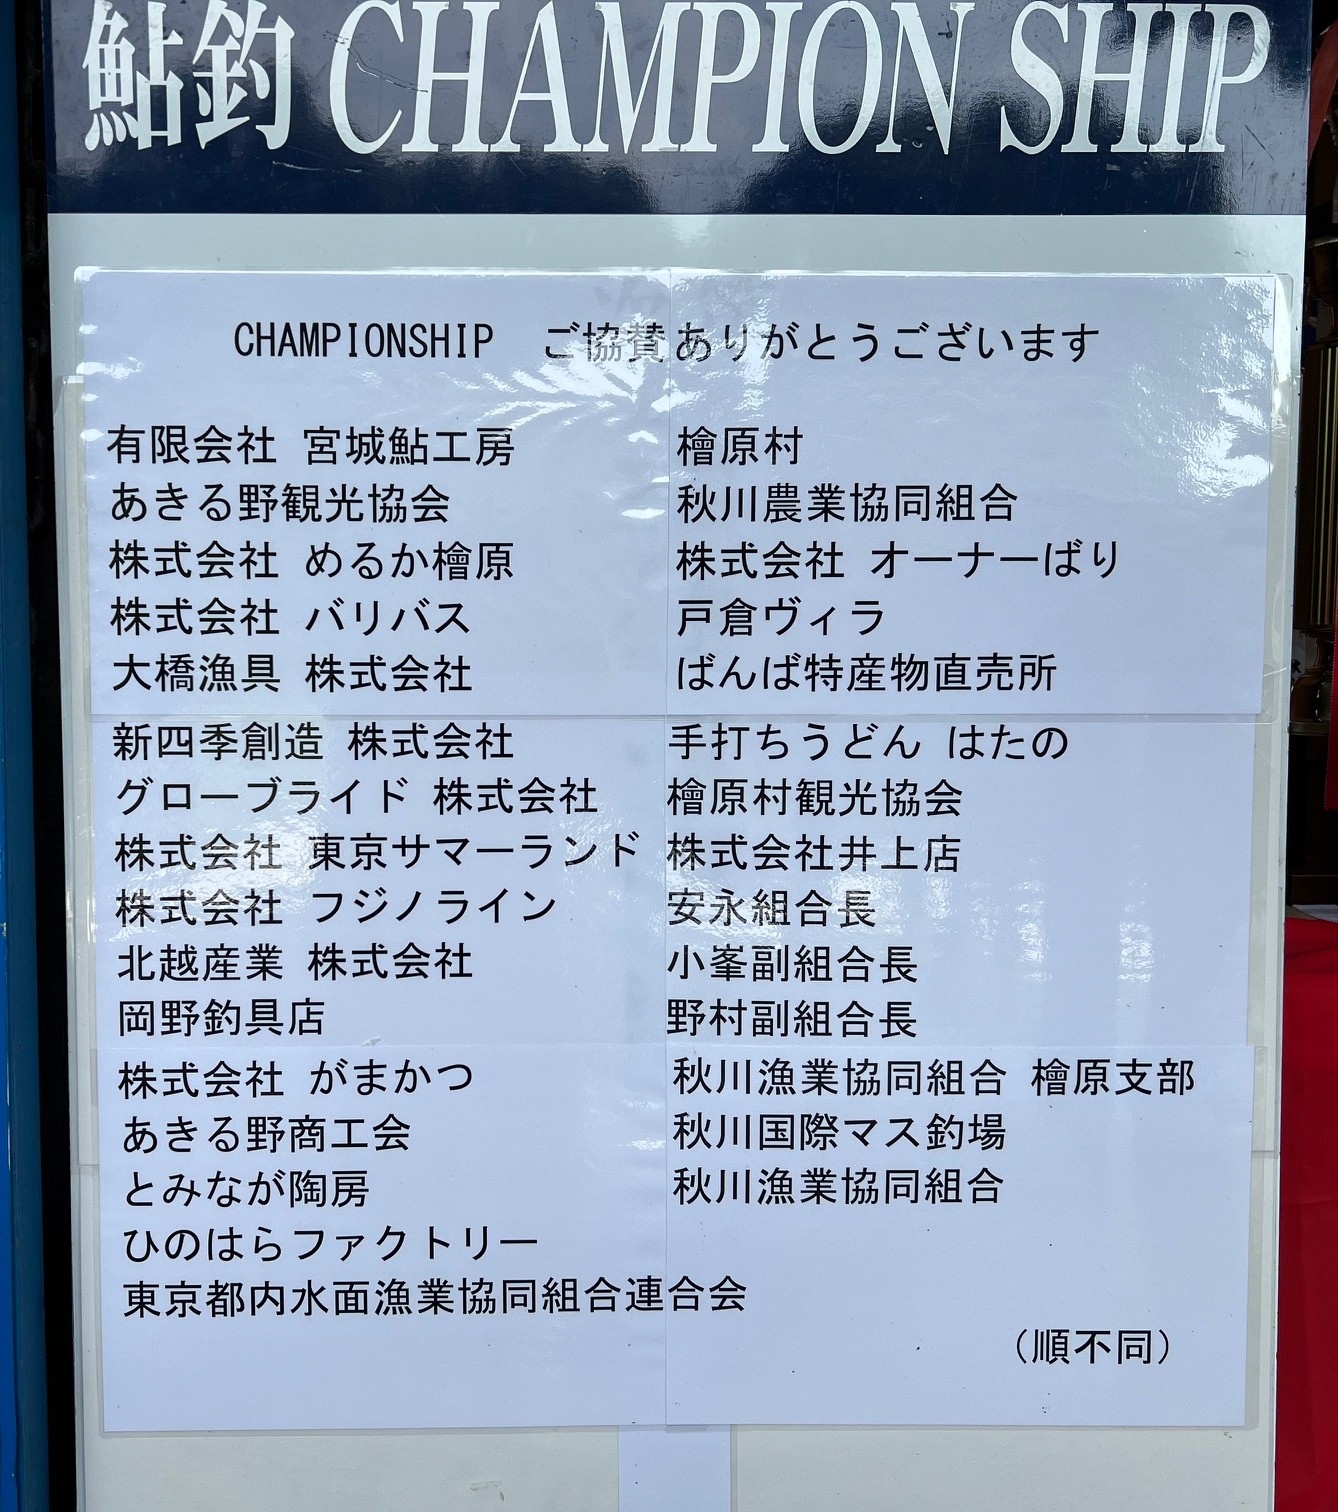 鮎釣 CHAMPION SHIP
CHAMPIONSHIP ご協賛ありがとうございます
有限会社 宮城鮎工房
あきる野観光協会
株式会社 めるか檜原
株式会社 バリバス
大橋漁具 株式会社
新四季創造 株式会社
グローブライド 株式会社
株式会社 東京サマーランド
株式会社 フジノライン
北越産業 株式会社
岡野釣具店
株式会社 がまかつ
あきる野商工会
とみなが陶房
ひのはらファクトリー
東京都内水面漁業協同組合連合会
檜原村
秋川農業協同組合
株式会社 オーナーばり
戸倉ヴィラ
ばんば特産物直売所
手打ちうどん はたの
檜原村観光協会
株式会社井上店
安永組合長
小峯副組合長
野村副組合長
秋川漁業協同組合 檜原支部
秋川国際マス釣場
秋川漁業協同組合
（順不同）